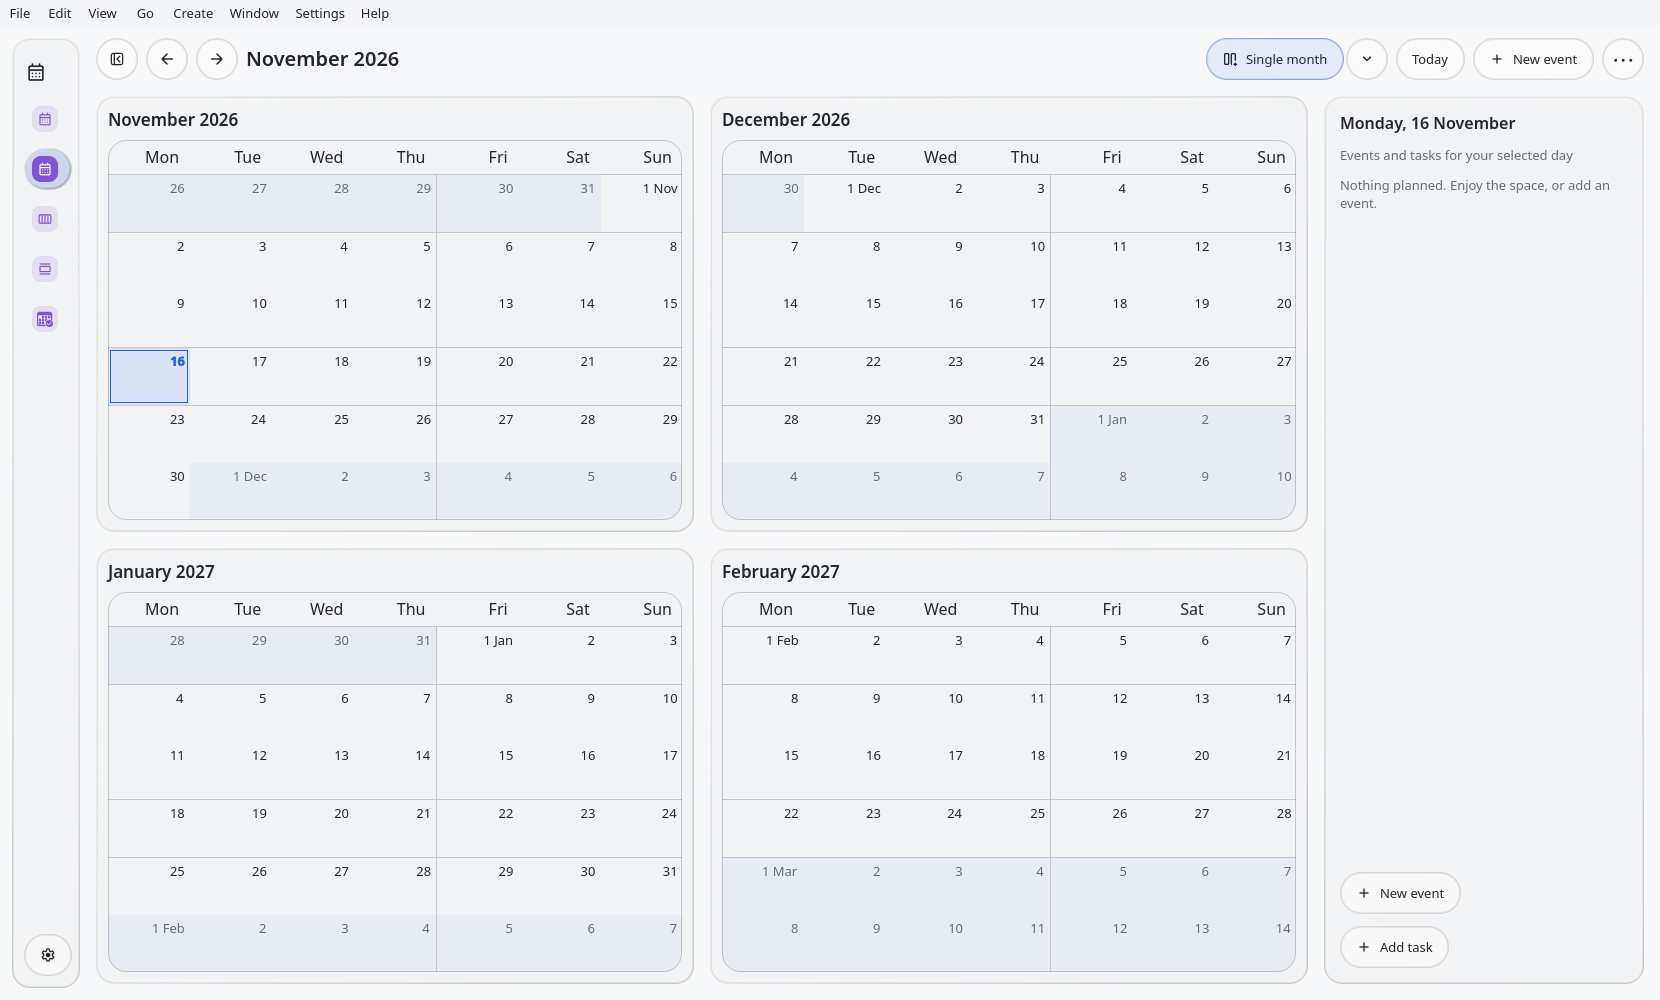 File Edit View Go Create Window Settings Help
November 2026
Single month
Today
New event
November 2026
Mon Tue Wed Thu Fri Sat Sun
26 27 28 29 30 31 1 Nov
2 3 4 5 6 7 8
9 10 11 12 13 14 15
16 17 18 19 20 21 22
23 24 25 26 27 28 29
30 1 Dec 2 3 4 5 6
December 2026
Mon Tue Wed Thu Fri Sat Sun
30 1 Dec 2 3 4 5 6
7 8 9 10 11 12 13
14 15 16 17 18 19 20
21 22 23 24 25 26 27
28 29 30 31 1 Jan 2 3
4 5 6 7 8 9 10
January 2027
Mon Tue Wed Thu Fri Sat Sun
28 29 30 31 1 Jan 2 3
4 5 6 7 8 9 10
11 12 13 14 15 16 17
18 19 20 21 22 23 24
25 26 27 28 29 30 31
1 Feb 2 3 4 5 6 7
February 2027
Mon Tue Wed Thu Fri Sat Sun
1 Feb 2 3 4 5 6 7
8 9 10 11 12 13 14
15 16 17 18 19 20 21
22 23 24 25 26 27 28
1 Mar 2 3 4 5 6 7
8 9 10 11 12 13 14
Monday, 16 November
Events and tasks for your selected day
Nothing planned. Enjoy the space, or add an
event.
New event
Add task